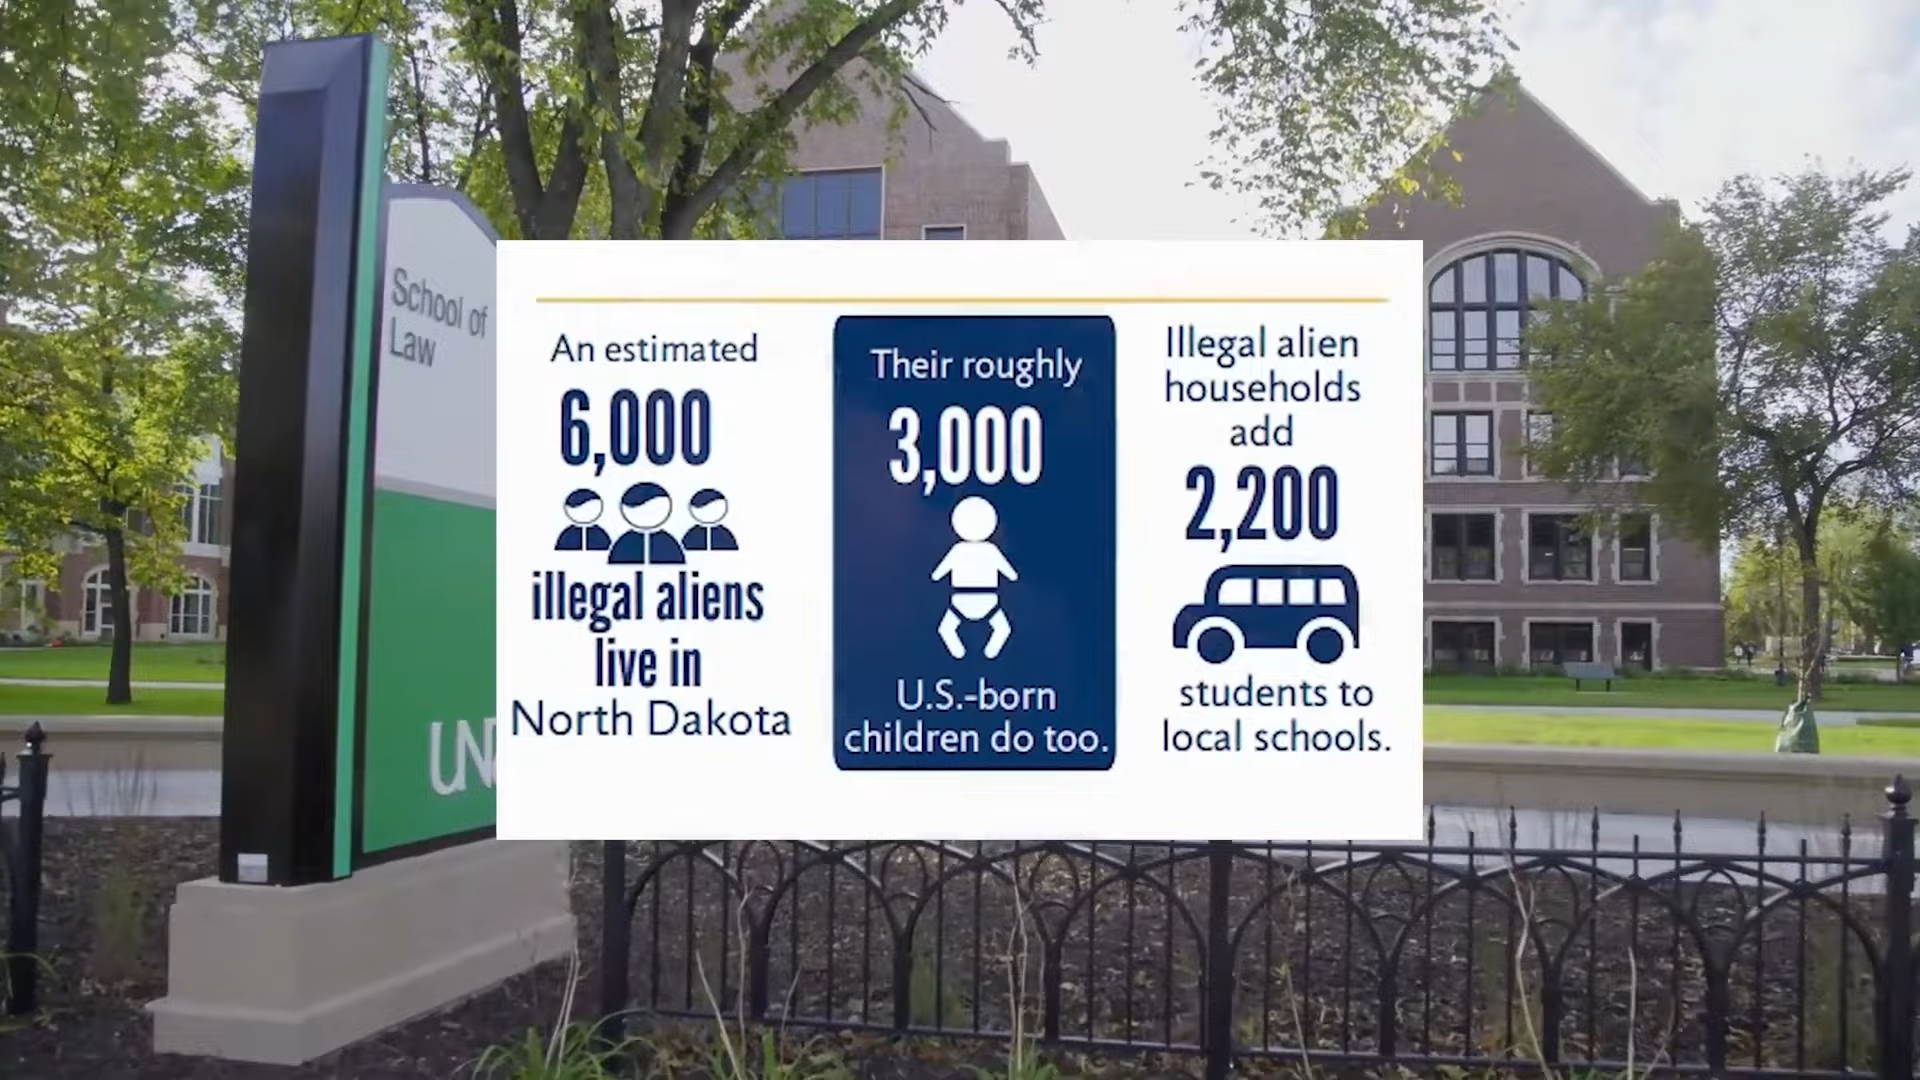 School of
Law
An estimated
6,000
illegal aliens
live in
North Dakota
Their roughly
3,000
U.S.-born
children do too.
Illegal alien
households
add
2,200
students to
local schools.